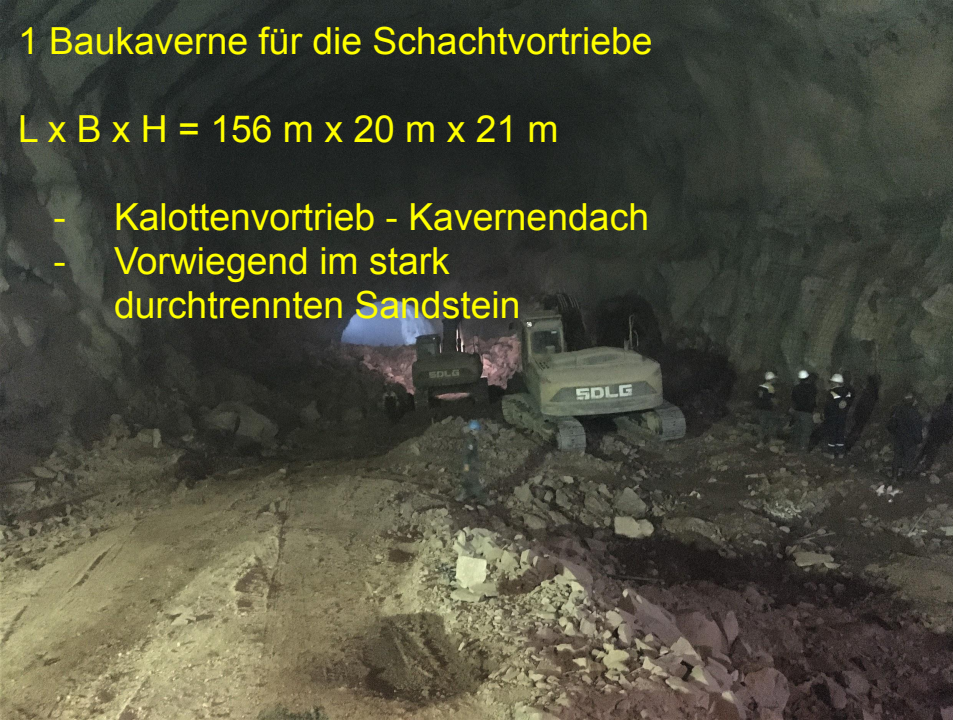 1 Baukaverne für die Schachtvortriebe
L x B x H = 156 m x 20 m x 21 m
- Kalottenvortrieb - Kavernendach
- Vorwiegend im stark
durchtrennten Sandstein
SDLG
SDLG